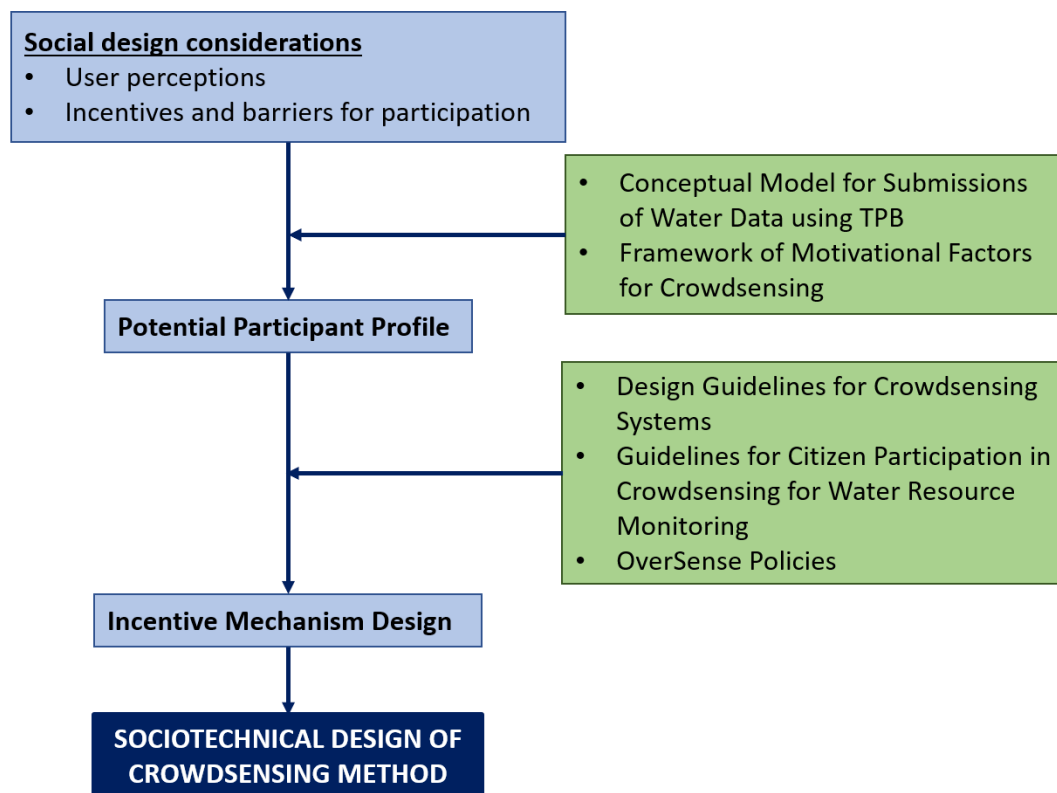 Social design considerations
• User perceptions
• Incentives and barriers for participation
• Conceptual Model for Submissions
of Water Data using TPB
• Framework of Motivational Factors
for Crowdsensing
Potential Participant Profile
• Design Guidelines for Crowdsensing
Systems
• Guidelines for Citizen Participation in
Crowdsensing for Water Resource
Monitoring
• OverSense Policies
Incentive Mechanism Design
SOCIOTECHNICAL DESIGN OF
CROWDSENSING METHOD